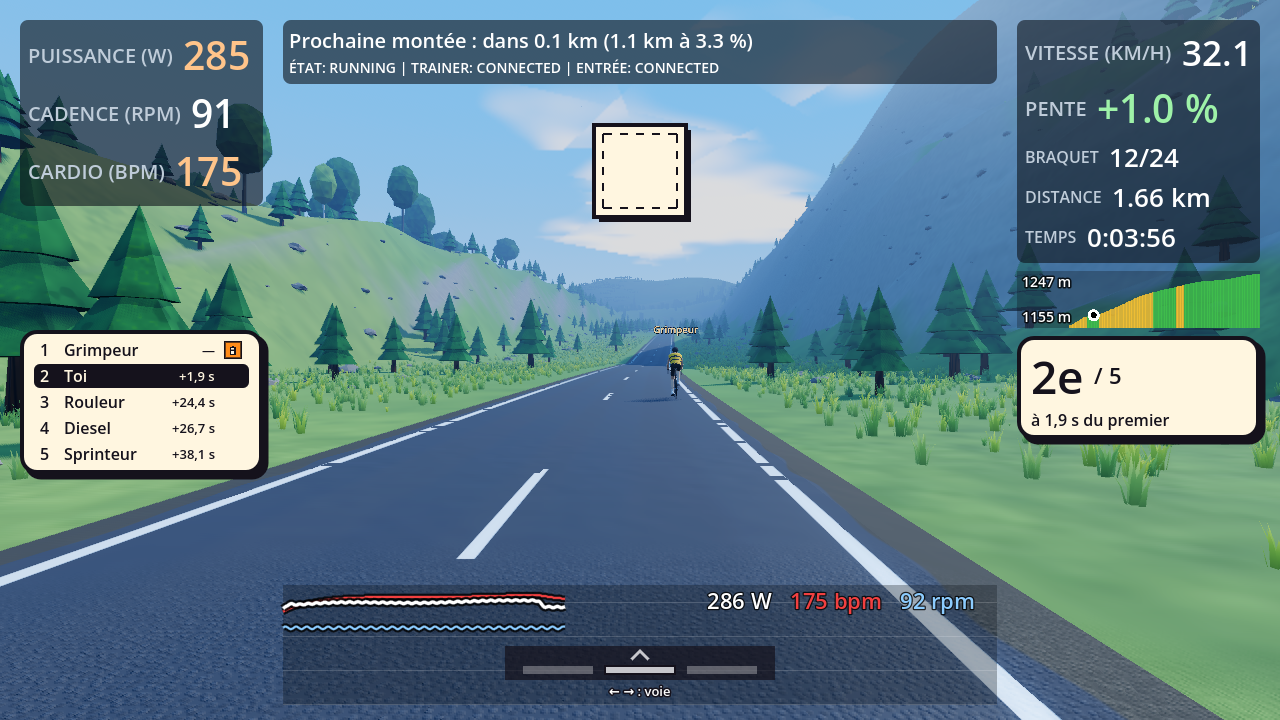 PUISSANCE (W) 285
CADENCE (RPM) 91
CARDIO (BPM) 175
Prochaine montée : dans 0.1 km (1.1 km à 3.3 %)
ÉTAT: RUNNING | TRAINER: CONNECTED | ENTRÉE: CONNECTED
VITESSE (KM/H) 32.1
PENTE +1.0 %
BRAQUET 12/24
DISTANCE 1.66 km
TEMPS 0:03:56
1247 m
1155 m
Grimpeur
1 Grimpeur —
2 Toi +1,9 s
3 Rouleur +24,4 s
4 Diesel +26,7 s
5 Sprinteur +38,1 s
2e / 5
à 1,9 s du premier
286 W 175 bpm 92 rpm
← → : voie